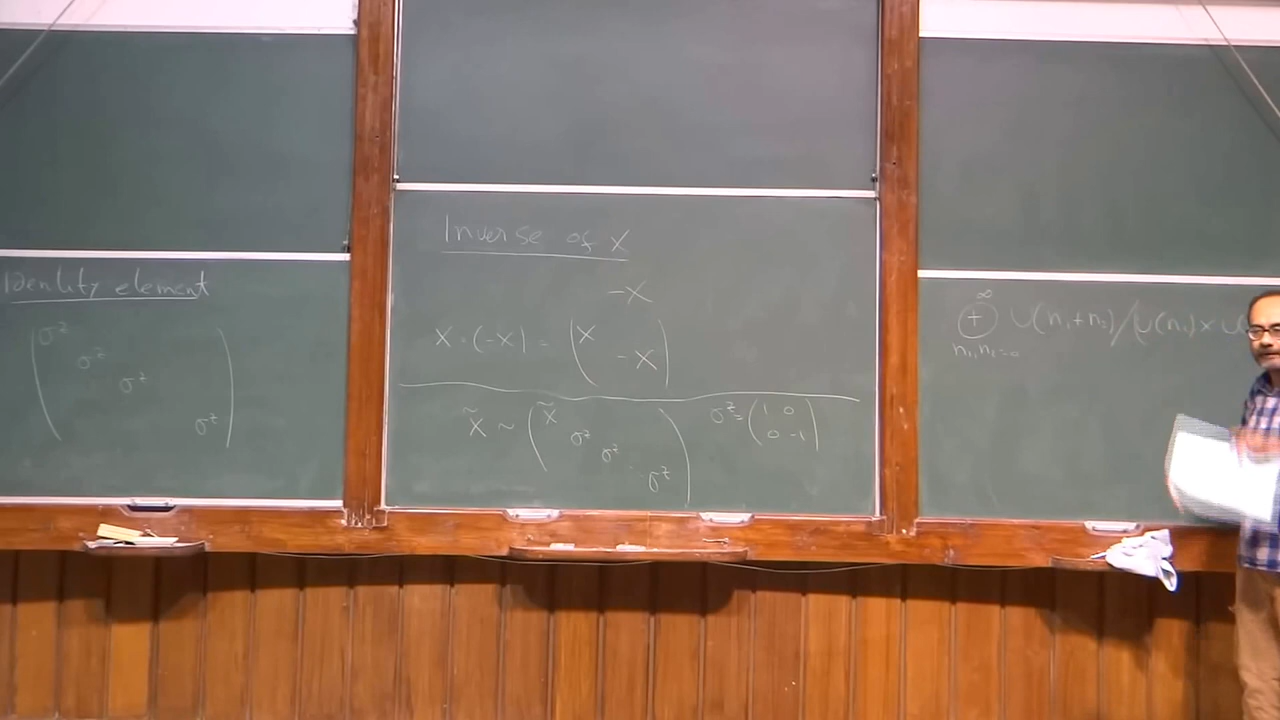 Identity element
σ^z
σ^z
σ^z
σ^z
Inverse of X
-X
X · (-X) = (X
-X)
X̃ ~ (X̃
σ^z
σ^z
σ^z)
σ^z = (1 0
0 -1)
∞
⊕ U(n₁+n₂)/U(n₁)×U(
n₁,n₂=0